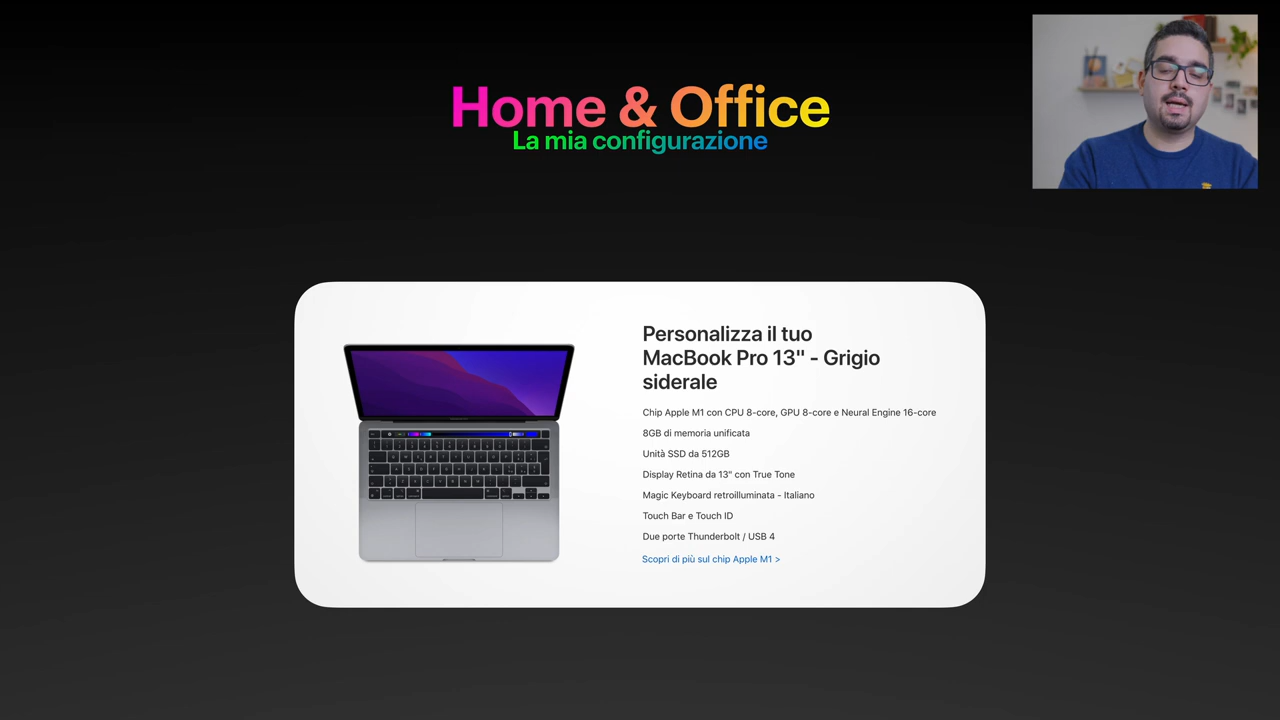 Home & Office
La mia configurazione
Personalizza il tuo
MacBook Pro 13" - Grigio
siderale
Chip Apple M1 con CPU 8-core, GPU 8-core e Neural Engine 16-core
8GB di memoria unificata
Unità SSD da 512GB
Display Retina da 13" con True Tone
Magic Keyboard retroilluminata - Italiano
Touch Bar e Touch ID
Due porte Thunderbolt / USB 4
Scopri di più sul chip Apple M1 >